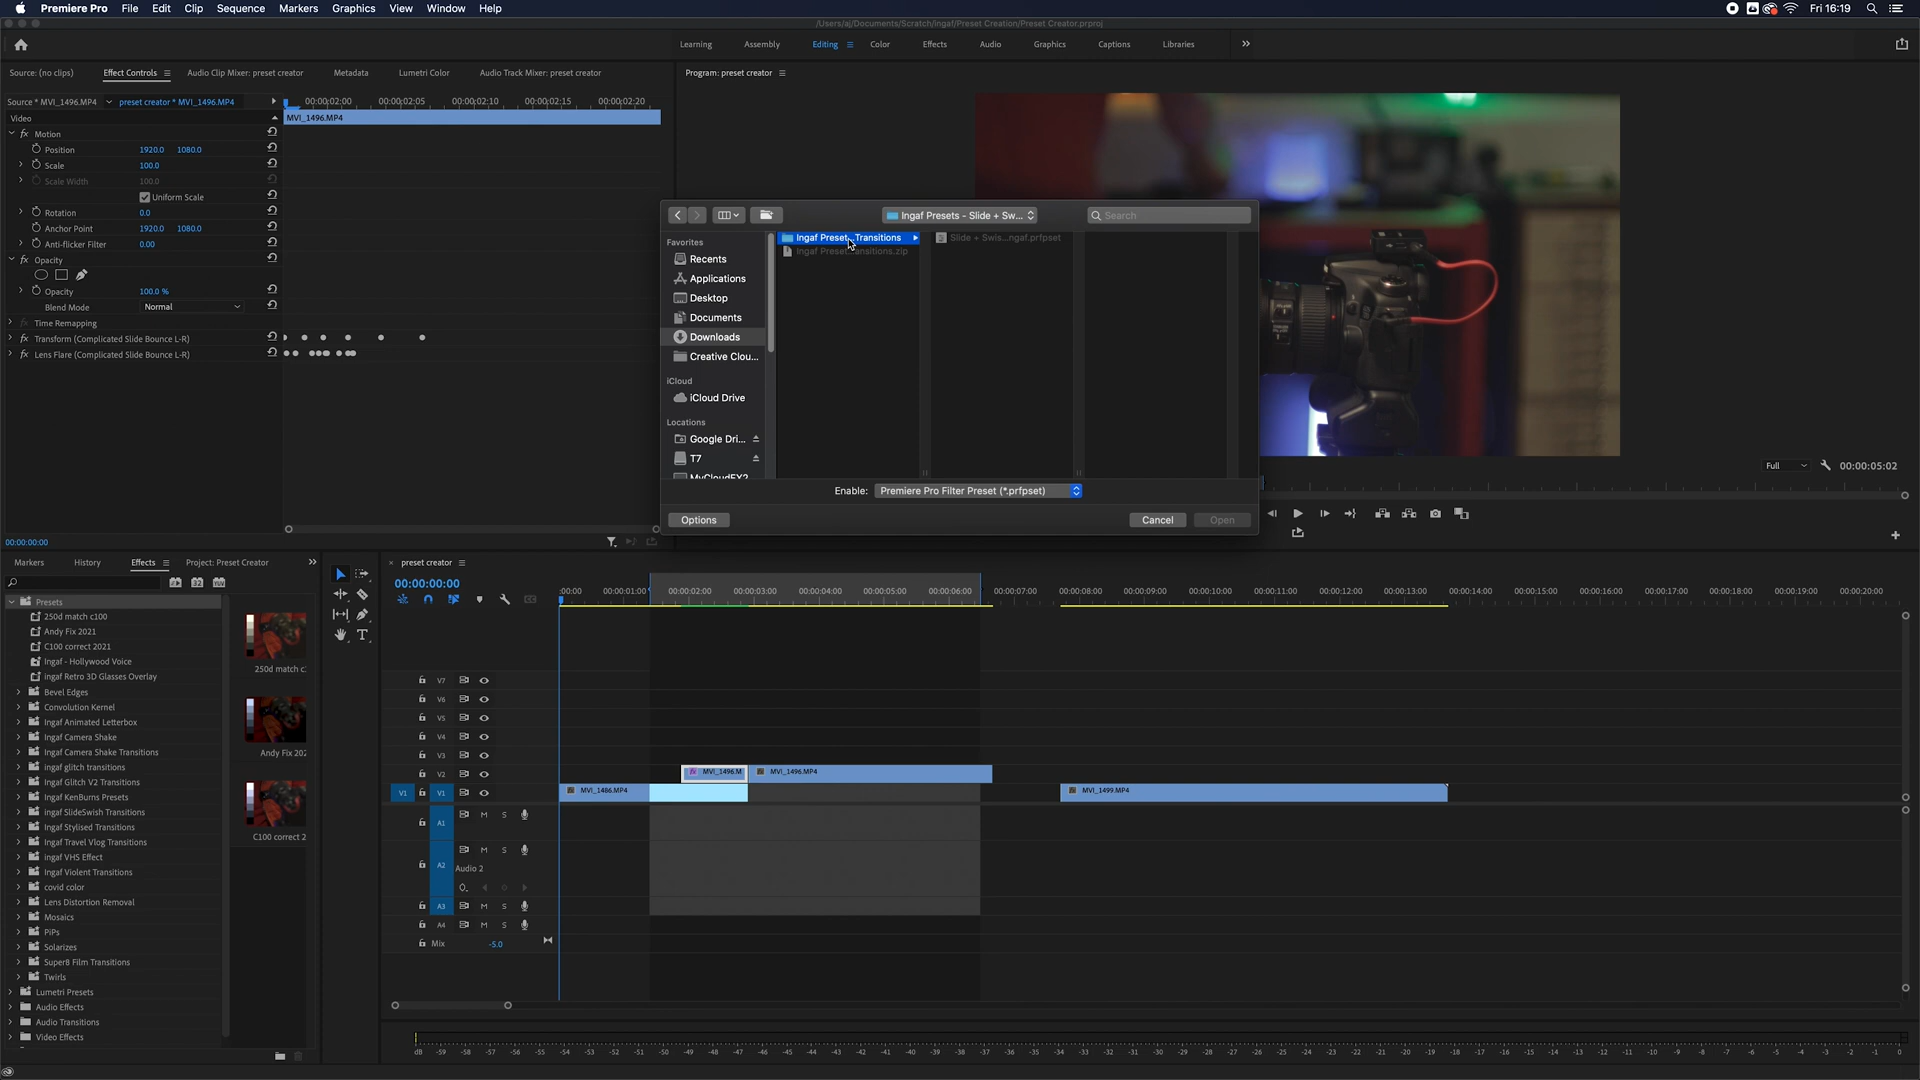 Premiere Pro File Edit Clip Sequence Markers Graphics View Window Help Fri 16:19
/Users/aj/Documents/Scratch/ingaf/Preset Creation/Preset Creator.prproj
Learning Assembly Editing Color Effects Audio Graphics Captions Libraries
Source: (no clips) Effect Controls Audio Clip Mixer: preset creator Metadata Lumetri Color Audio Track Mixer: preset creator
Program: preset creator
Source * MVI_1496.MP4 preset creator * MVI_1496.MP4
00:00:02:00 00:00:02:05 00:00:02:10 00:00:02:15 00:00:02:20
Video
MVI_1496.MP4
fx Motion
Position 1920.0 1080.0
Scale 100.0
Scale Width 100.0
Uniform Scale
Rotation 0.0
Anchor Point 1920.0 1080.0
Anti-flicker Filter 0.00
fx Opacity
Opacity 100.0 %
Blend Mode Normal
fx Time Remapping
fx Transform (Complicated Slide Bounce L-R)
fx Lens Flare (Complicated Slide Bounce L-R)
00:00:00:00
Ingaf Presets - Slide + Sw...
Search
Favorites
Recents
Applications
Desktop
Documents
Downloads
Creative Clou...
iCloud
iCloud Drive
Locations
Google Dri...
T7
MyCloudEX2
Ingaf Preset...Transitions
Ingaf Preset...ansitions.zip
Slide + Swis...ngaf.prfpset
Enable: Premiere Pro Filter Preset (*.prfpset)
Options Cancel Open
Full 00:00:05:02
Markers History Effects Project: Preset Creator
Presets
250d match c100
Andy Fix 2021
C100 correct 2021
Ingaf - Hollywood Voice
ingaf Retro 3D Glasses Overlay
Bevel Edges
Convolution Kernel
Ingaf Animated Letterbox
Ingaf Camera Shake
Ingaf Camera Shake Transitions
ingaf glitch transitions
Ingaf Glitch V2 Transitions
Ingaf KenBurns Presets
ingaf SlideSwish Transitions
Ingaf Stylised Transitions
Ingaf Travel Vlog Transitions
ingaf VHS Effect
Ingaf Violent Transitions
covid color
Lens Distortion Removal
Mosaics
PiPs
Solarizes
Super8 Film Transitions
Twirls
Lumetri Presets
Audio Effects
Audio Transitions
Video Effects
250d match c
Andy Fix 202
C100 correct 2
preset creator
00:00:00:00
:00:00 00:00:01:00 00:00:02:00 00:00:03:00 00:00:04:00 00:00:05:00 00:00:06:00 00:00:07:00 00:00:08:00 00:00:09:00 00:00:10:00 00:00:11:00 00:00:12:00 00:00:13:00 00:00:14:00 00:00:15:00 00:00:16:00 00:00:17:00 00:00:18:00 00:00:19:00 00:00:20:00
V7
V6
V5
V4
V3
V2 fx MVI_1496.M MVI_1496.MP4
V1 V1 MVI_1486.MP4 MVI_1499.MP4
A1 M S
A2 M S
Audio 2
A3 M S
A4 M S
Mix -5.0
dB -59 -58 -57 -56 -55 -54 -53 -52 -51 -50 -49 -48 -47 -46 -45 -44 -43 -42 -41 -40 -39 -38 -37 -36 -35 -34 -33 -32 -31 -30 -29 -28 -27 -26 -25 -24 -23 -22 -21 -20 -19 -18 -17 -16 -15 -14 -13 -12 -11 -10 -9 -8 -7 -6 -5 -4 -3 -2 -1 0